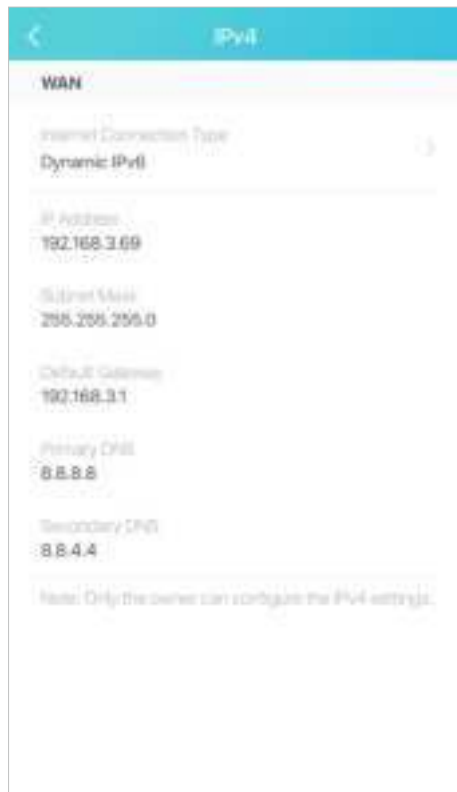 IPv4
WAN
Internet Connection Type
Dynamic IPv6
IP Address
192.168.3.69
Subnet Mask
255.255.255.0
Default Gateway
192.168.3.1
Primary DNS
8.8.8.8
Secondary DNS
8.8.4.4
Note: Only the owner can configure the IPv4 settings.